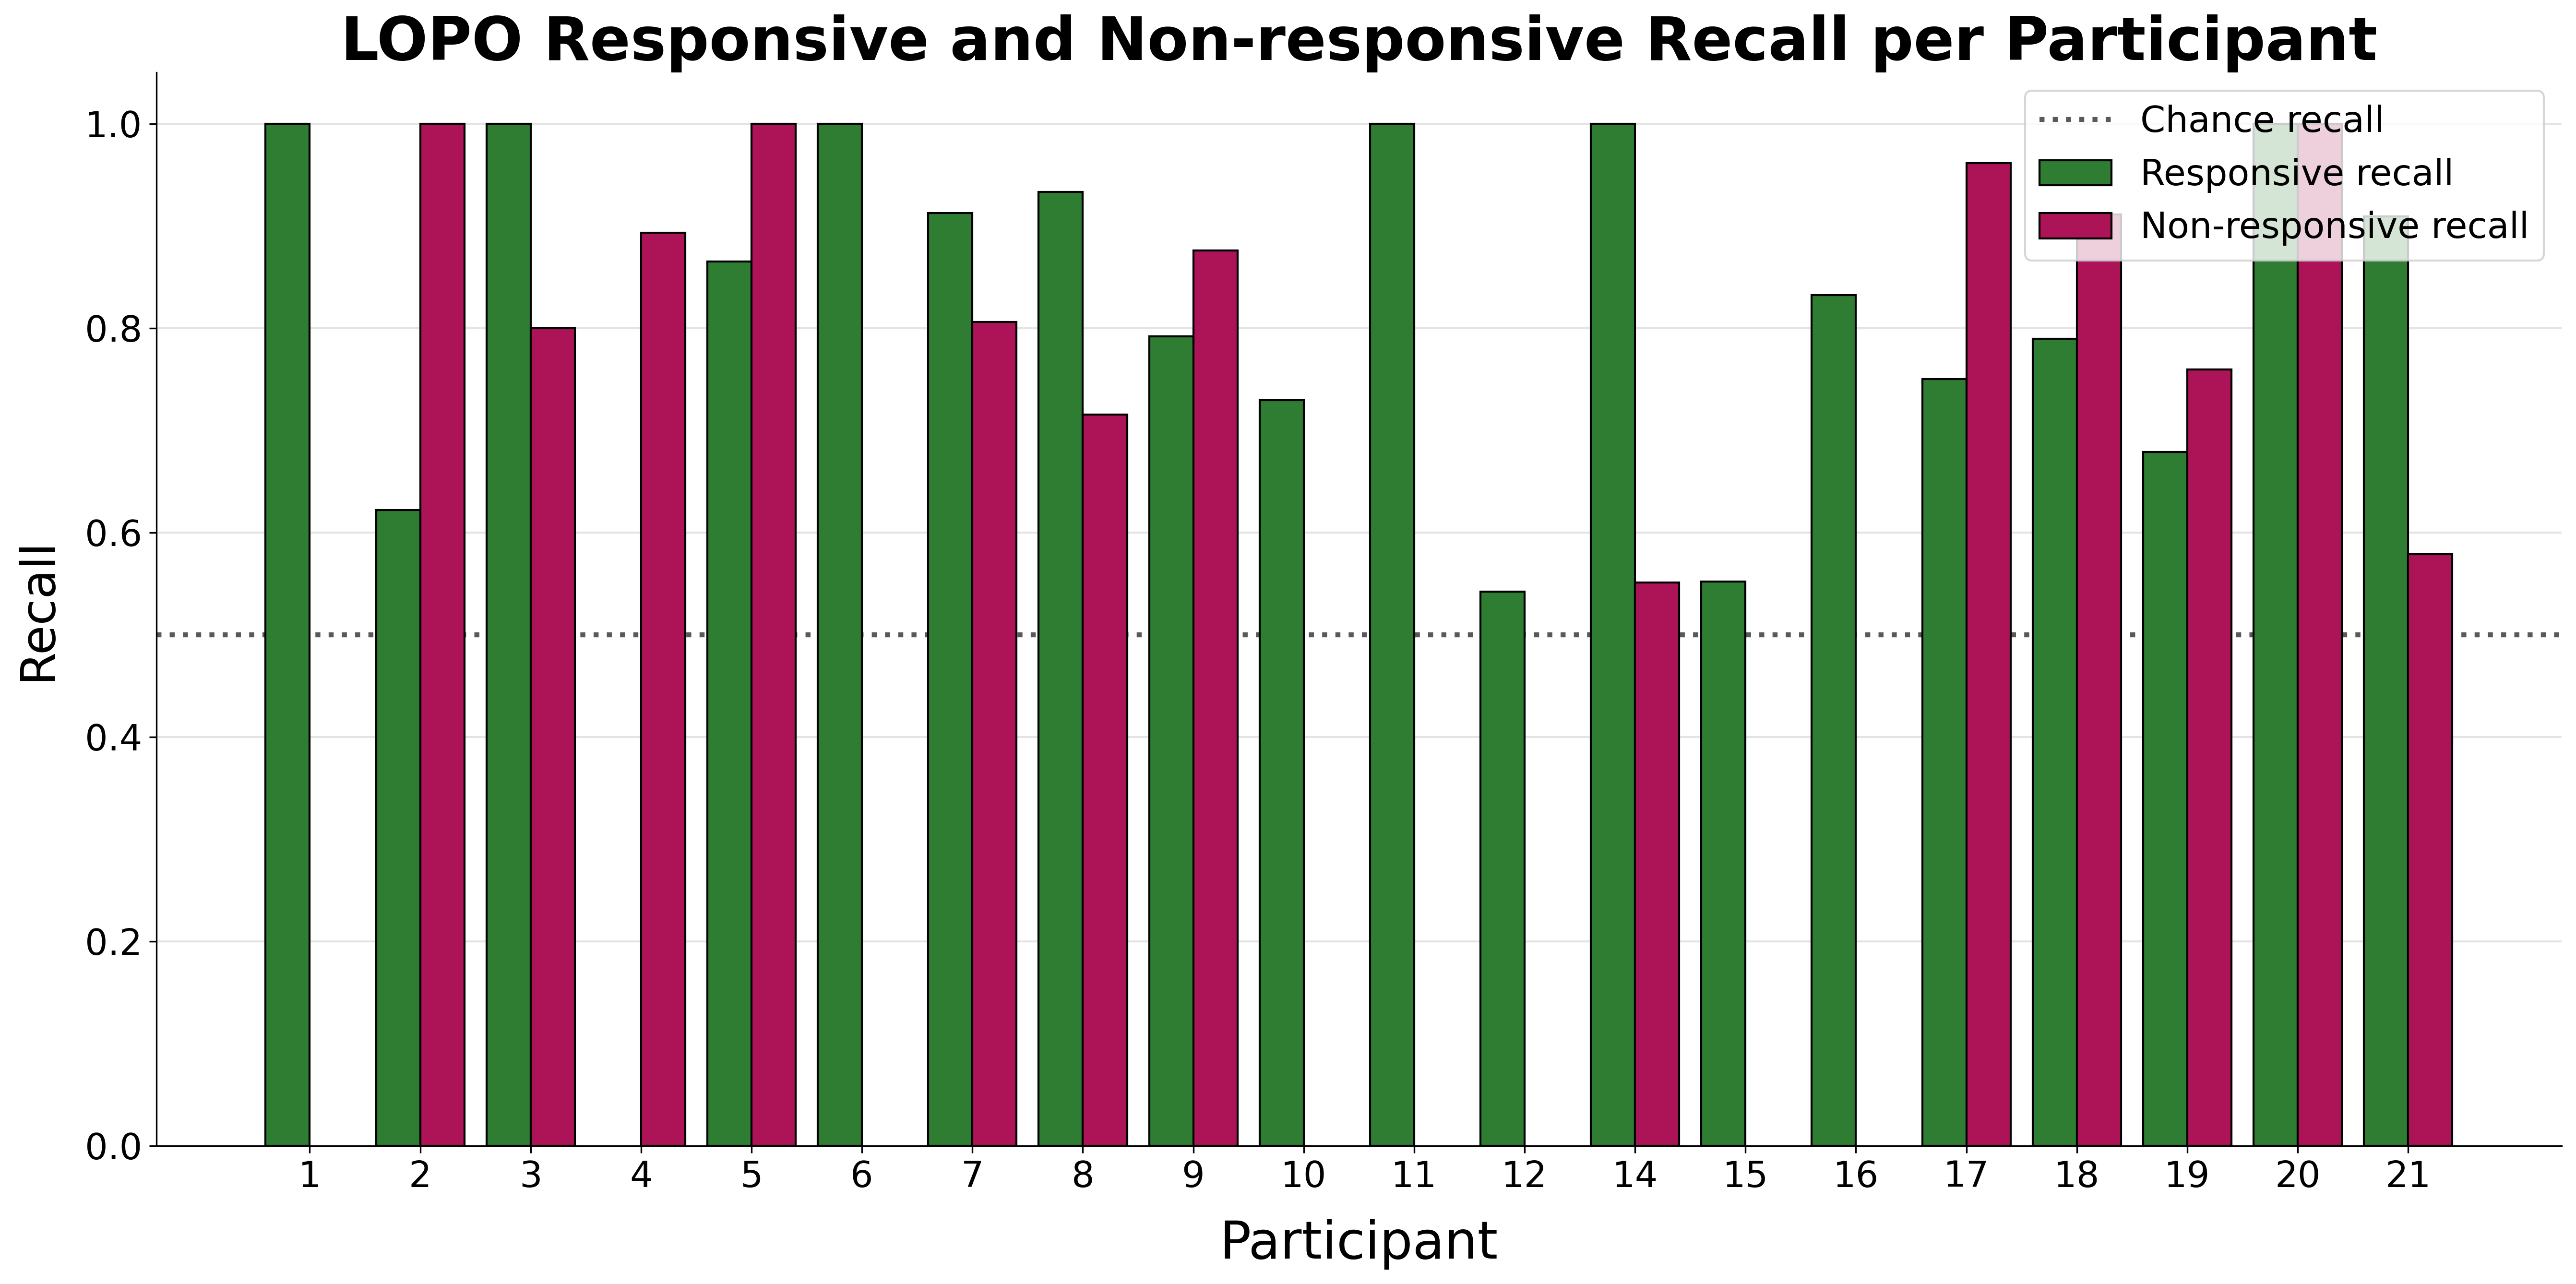 LOPO Responsive and Non-responsive Recall per Participant
Chance recall
Responsive recall
Non-responsive recall
1.0
0.8
0.6
0.4
0.2
0.0
Recall
1 2 3 4 5 6 7 8 9 10 11 12 14 15 16 17 18 19 20 21
Participant